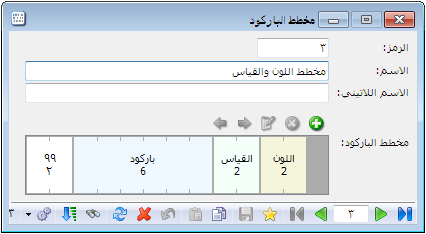 مخطط الباركود
الرمز: ٣
الاسم: مخطط اللون والقياس
الاسم اللاتيني:
مخطط الباركود:
اللون القياس باركود ٩٩
2 2 6 ٢
٣ ٣